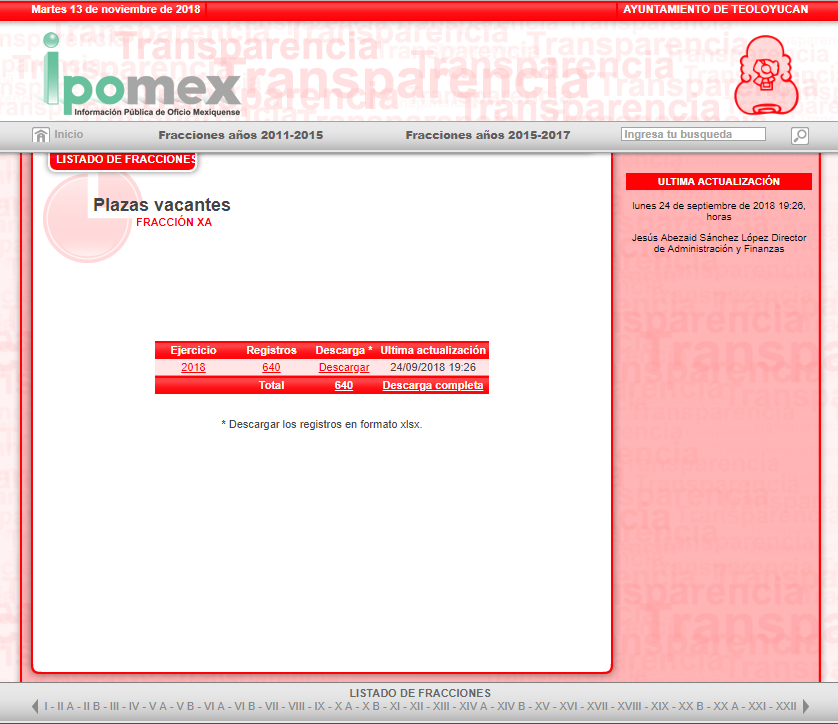 Martes 13 de noviembre de 2018
AYUNTAMIENTO DE TEOLOYUCAN
Transparencia
ipomex
Información Pública de Oficio Mexiquense
Inicio
Fracciones años 2011-2015
Fracciones años 2015-2017
Ingresa tu busqueda
LISTADO DE FRACCIONES
Plazas vacantes
FRACCIÓN XA
Ejercicio Registros Descarga * Ultima actualización
2018 640 Descargar 24/09/2018 19:26
Total 640 Descarga completa
* Descargar los registros en formato xlsx.
ULTIMA ACTUALIZACIÓN
lunes 24 de septiembre de 2018 19:26,
horas
Jesús Abezaid Sánchez López Director
de Administración y Finanzas
LISTADO DE FRACCIONES
I - II A - II B - III - IV - V A - V B - VI A - VI B - VII - VIII - IX - X A - X B - XI - XII - XIII - XIV A - XIV B - XV - XVI - XVII - XVIII - XIX - XX B - XX A - XXI - XXII